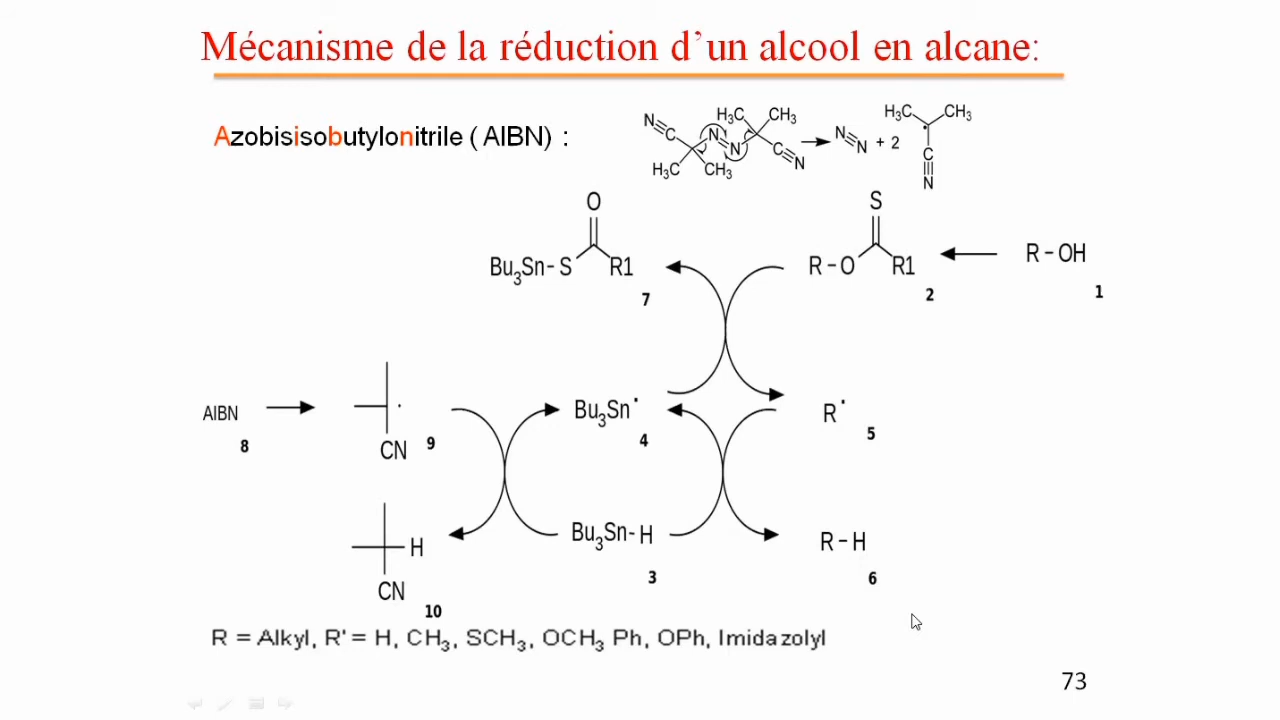 Mécanisme de la réduction d'un alcool en alcane:
Azobisisobutylonitrile ( AIBN ) :
N C N N C N H₃C CH₃ H₃C CH₃ N N + 2 H₃C CH₃ C N
O S
Bu₃Sn- S R1 R - O R1 R - OH
7 2 1
AIBN Bu₃Sn˙ R˙
8 CN 9 4 5
H Bu₃Sn- H R - H
CN 10 3 6
R = Alkyl, R' = H, CH₃, SCH₃, OCH₃ Ph, OPh, Imidazolyl
73